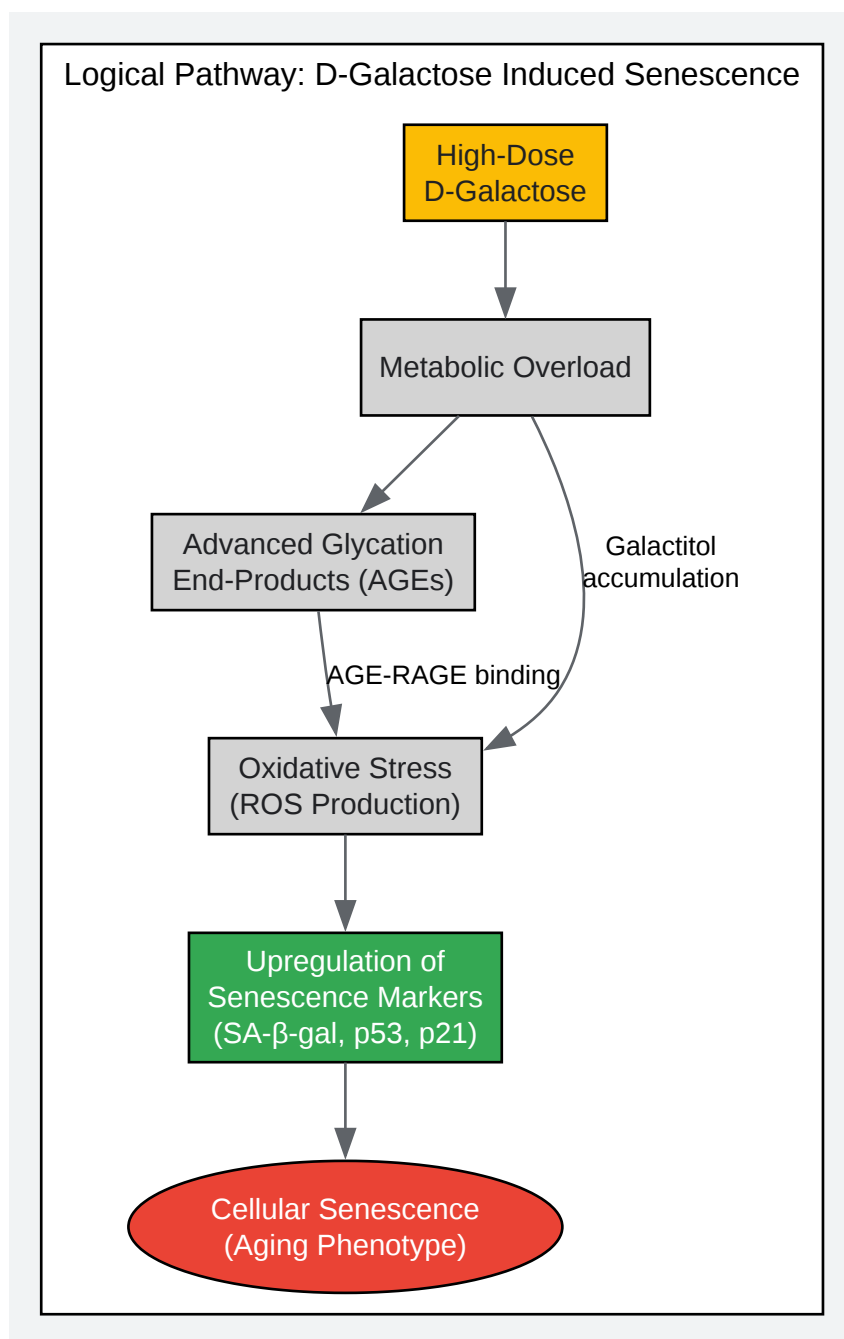 Logical Pathway: D-Galactose Induced Senescence
High-Dose
D-Galactose
Metabolic Overload
Advanced Glycation
End-Products (AGEs)
Galactitol
accumulation
AGE-RAGE binding
Oxidative Stress
(ROS Production)
Upregulation of
Senescence Markers
(SA-β-gal, p53, p21)
Cellular Senescence
(Aging Phenotype)